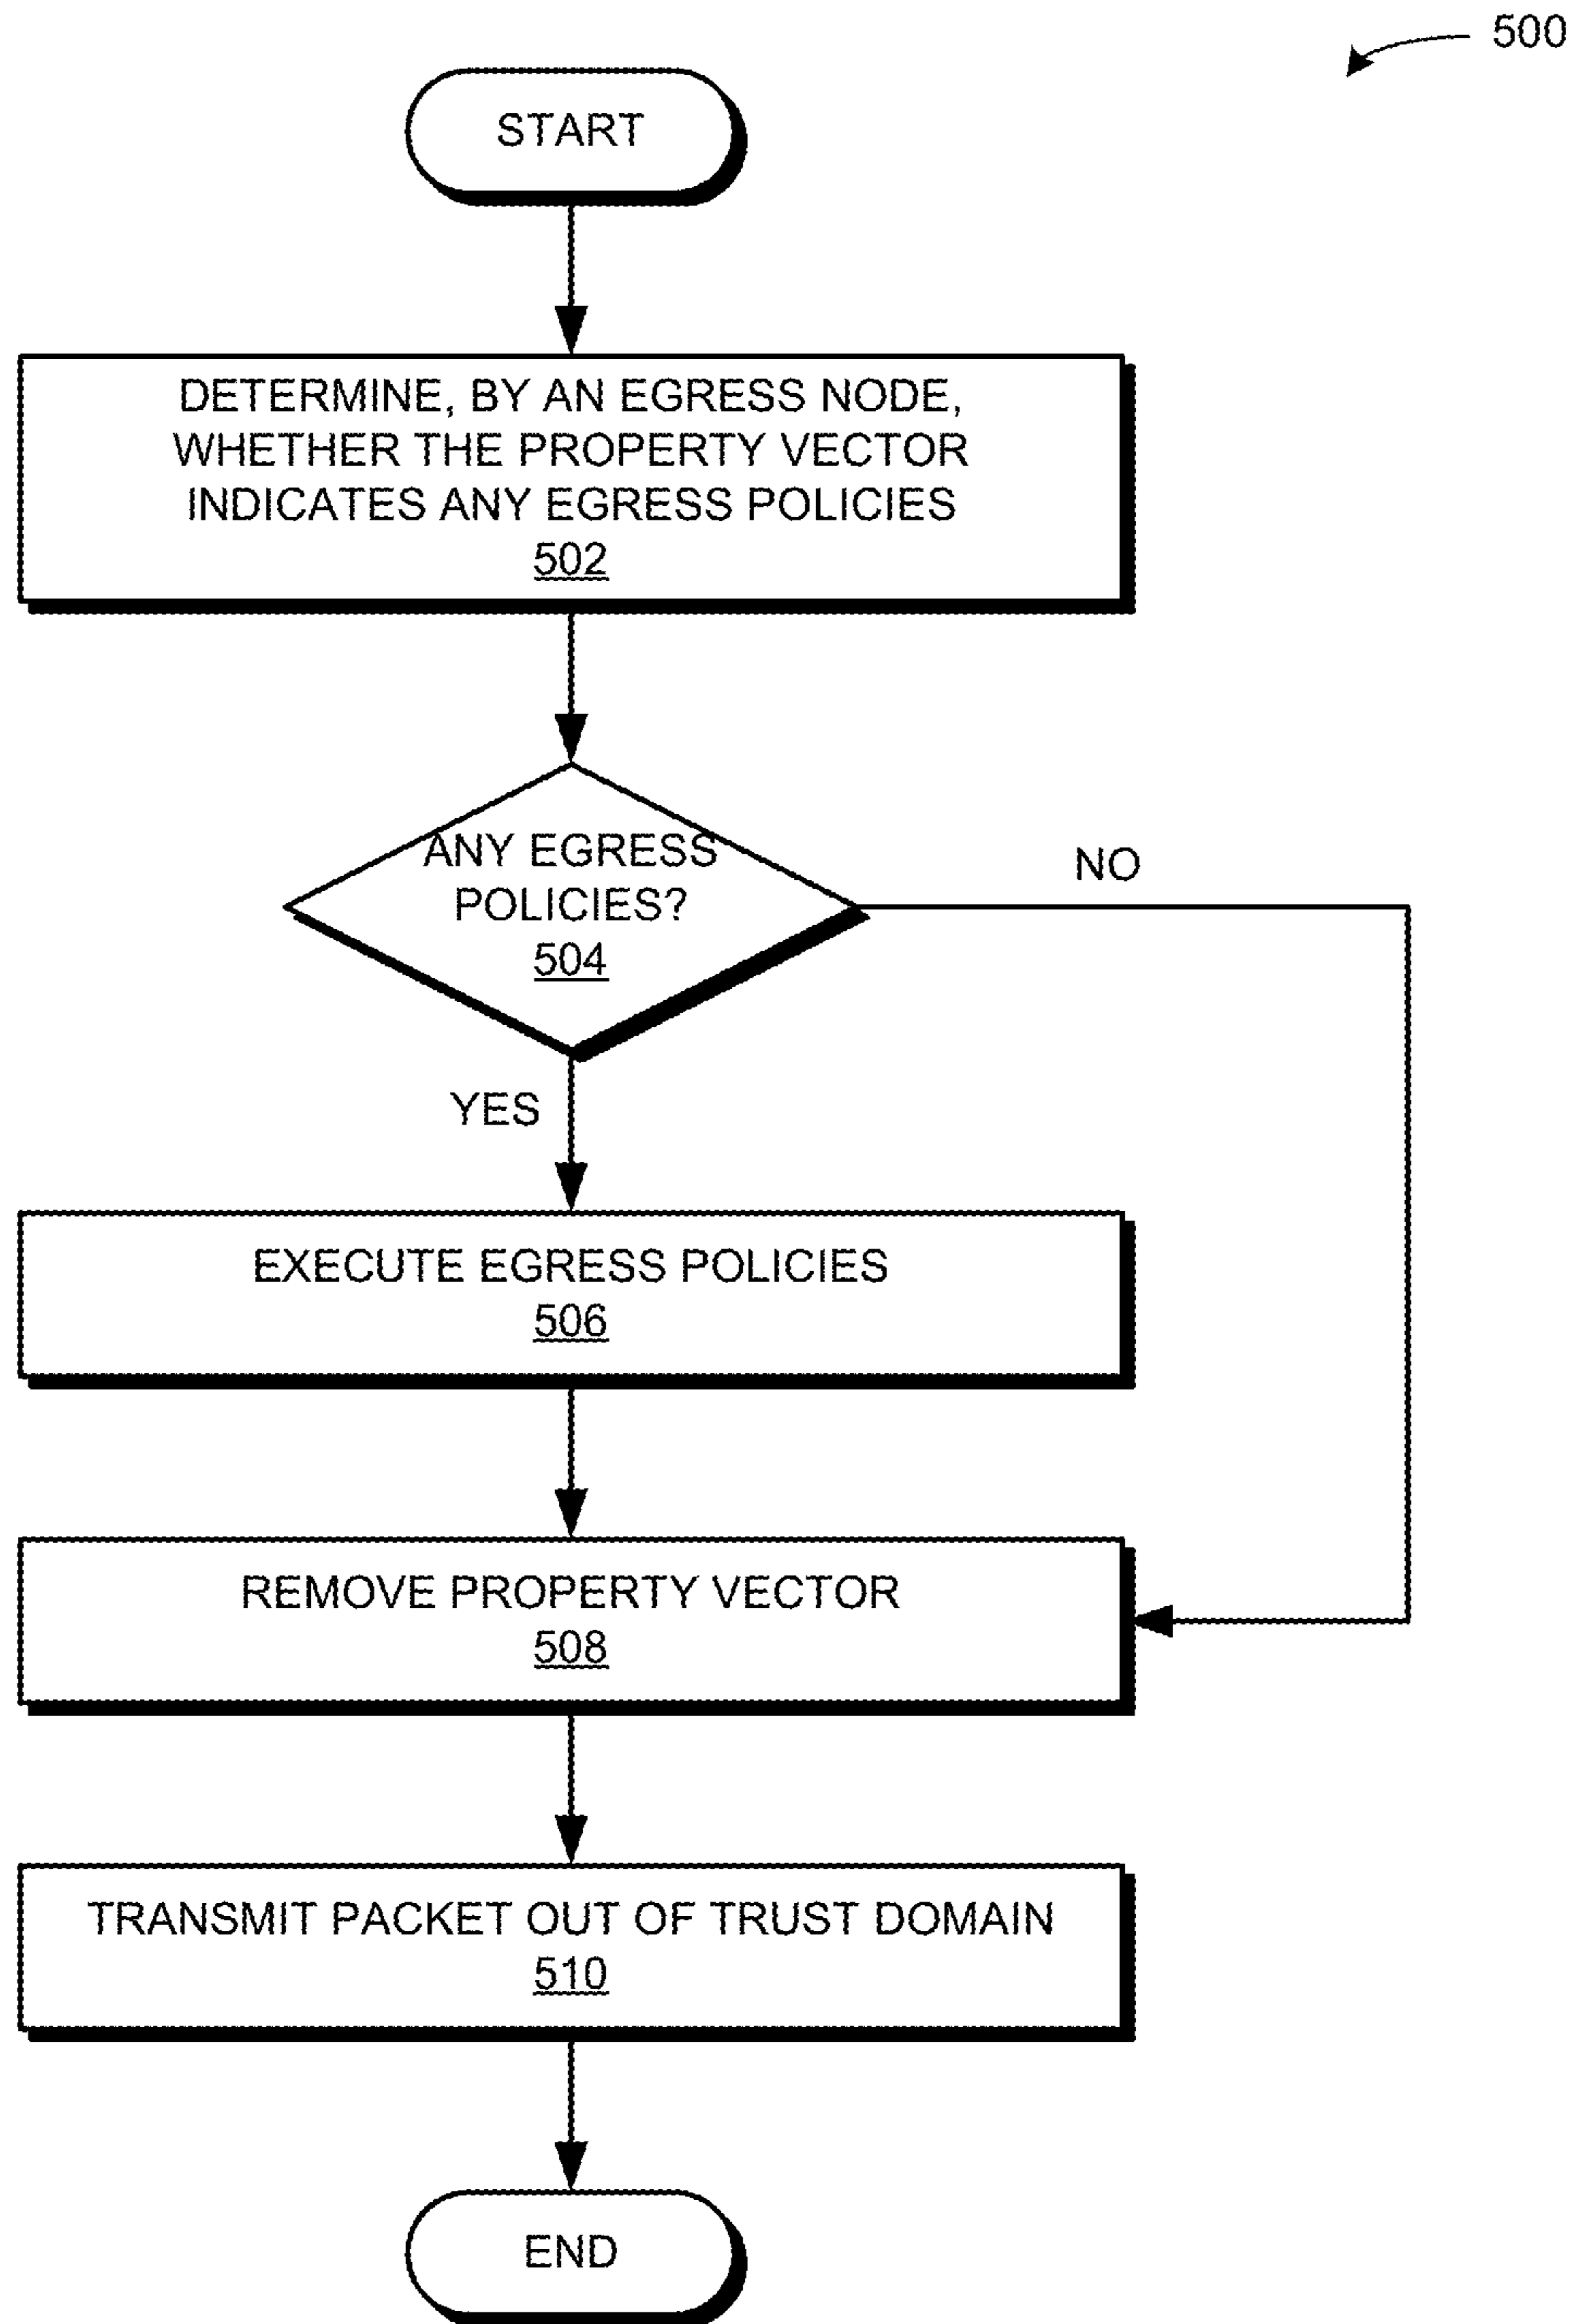 500
START
DETERMINE, BY AN EGRESS NODE,
WHETHER THE PROPERTY VECTOR
INDICATES ANY EGRESS POLICIES
502
ANY EGRESS
POLICIES?
504
NO
YES
EXECUTE EGRESS POLICIES
506
REMOVE PROPERTY VECTOR
508
TRANSMIT PACKET OUT OF TRUST DOMAIN
510
END